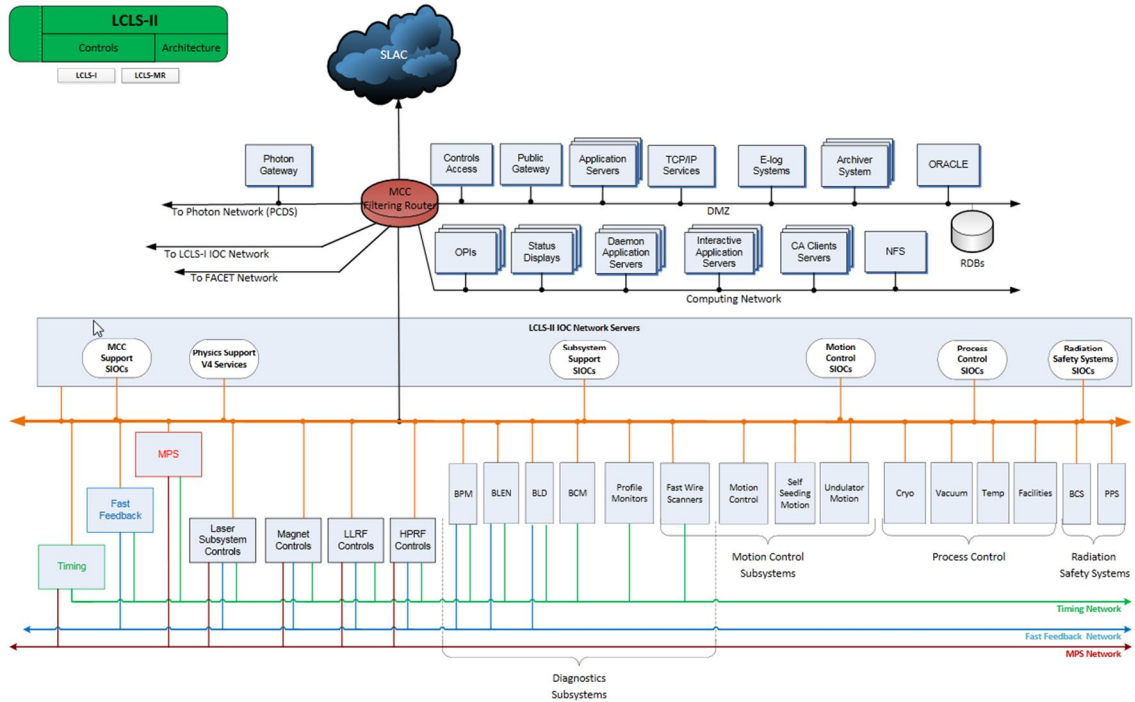 LCLS-II
Controls
Architecture
LCLS-I
LCLS-MR
SLAC
Photon
Gateway
Controls
Access
Public
Gateway
Application
Servers
TCP/IP
Services
E-log
Systems
Archiver
System
ORACLE
MCC
Filtering Router
To Photon Network (PCDS)
DMZ
To LCLS-I IOC Network
To FACET Network
OPIs
Status
Displays
Daemon
Application
Servers
Interactive
Application
Servers
CA Clients
Servers
NFS
RDBs
Computing Network
LCLS-II IOC Network Servers
MCC
Support
SIOCs
Physics Support
V4 Services
Subsystem
Support
SIOCs
Motion
Control
SIOCs
Process
Control
SIOCs
Radiation
Safety Systems
SIOCs
MPS
Fast
Feedback
Timing
Laser
Subsystem
Controls
Magnet
Controls
LLRF
Controls
HPRF
Controls
BPM
BLEN
BLD
BCM
Profile
Monitors
Fast Wire
Scanners
Motion
Control
Self
Seeding
Motion
Undulator
Motion
Cryo
Vacuum
Temp
Facilities
BCS
PPS
Motion Control
Subsystems
Process Control
Radiation
Safety Systems
Timing Network
Fast Feedback Network
MPS Network
Diagnostics
Subsystems